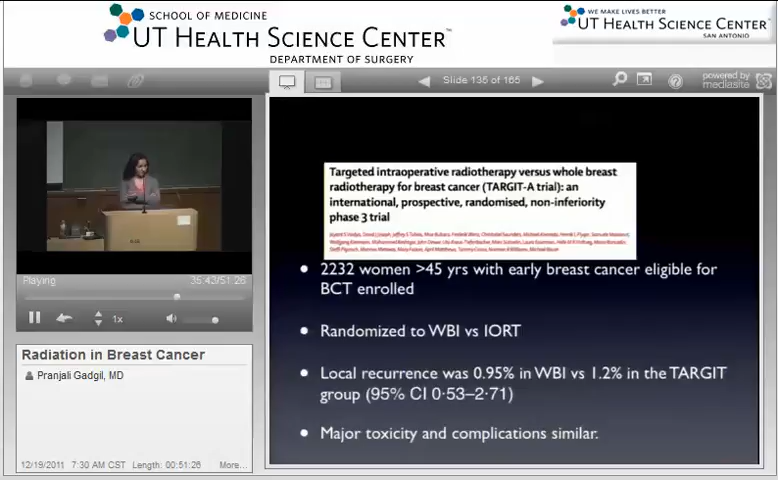 SCHOOL OF MEDICINE
UT HEALTH SCIENCE CENTER™
DEPARTMENT OF SURGERY
WE MAKE LIVES BETTER
UT HEALTH SCIENCE CENTER
SAN ANTONIO
Slide 135 of 165
powered by
mediasite
Targeted intraoperative radiotherapy versus whole breast
radiotherapy for breast cancer (TARGIT-A trial): an
international, prospective, randomised, non-inferiority
phase 3 trial
• 2232 women >45 yrs with early breast cancer eligible for
BCT enrolled
• Randomized to WBI vs IORT
• Local recurrence was 0.95% in WBI vs 1.2% in the TARGIT
group (95% CI 0·53–2·71)
• Major toxicity and complications similar.
Playing
35:43/51:26
1x
Radiation in Breast Cancer
Pranjali Gadgil, MD
12/19/2011 7:30 AM CST Length: 00:51:26 More...